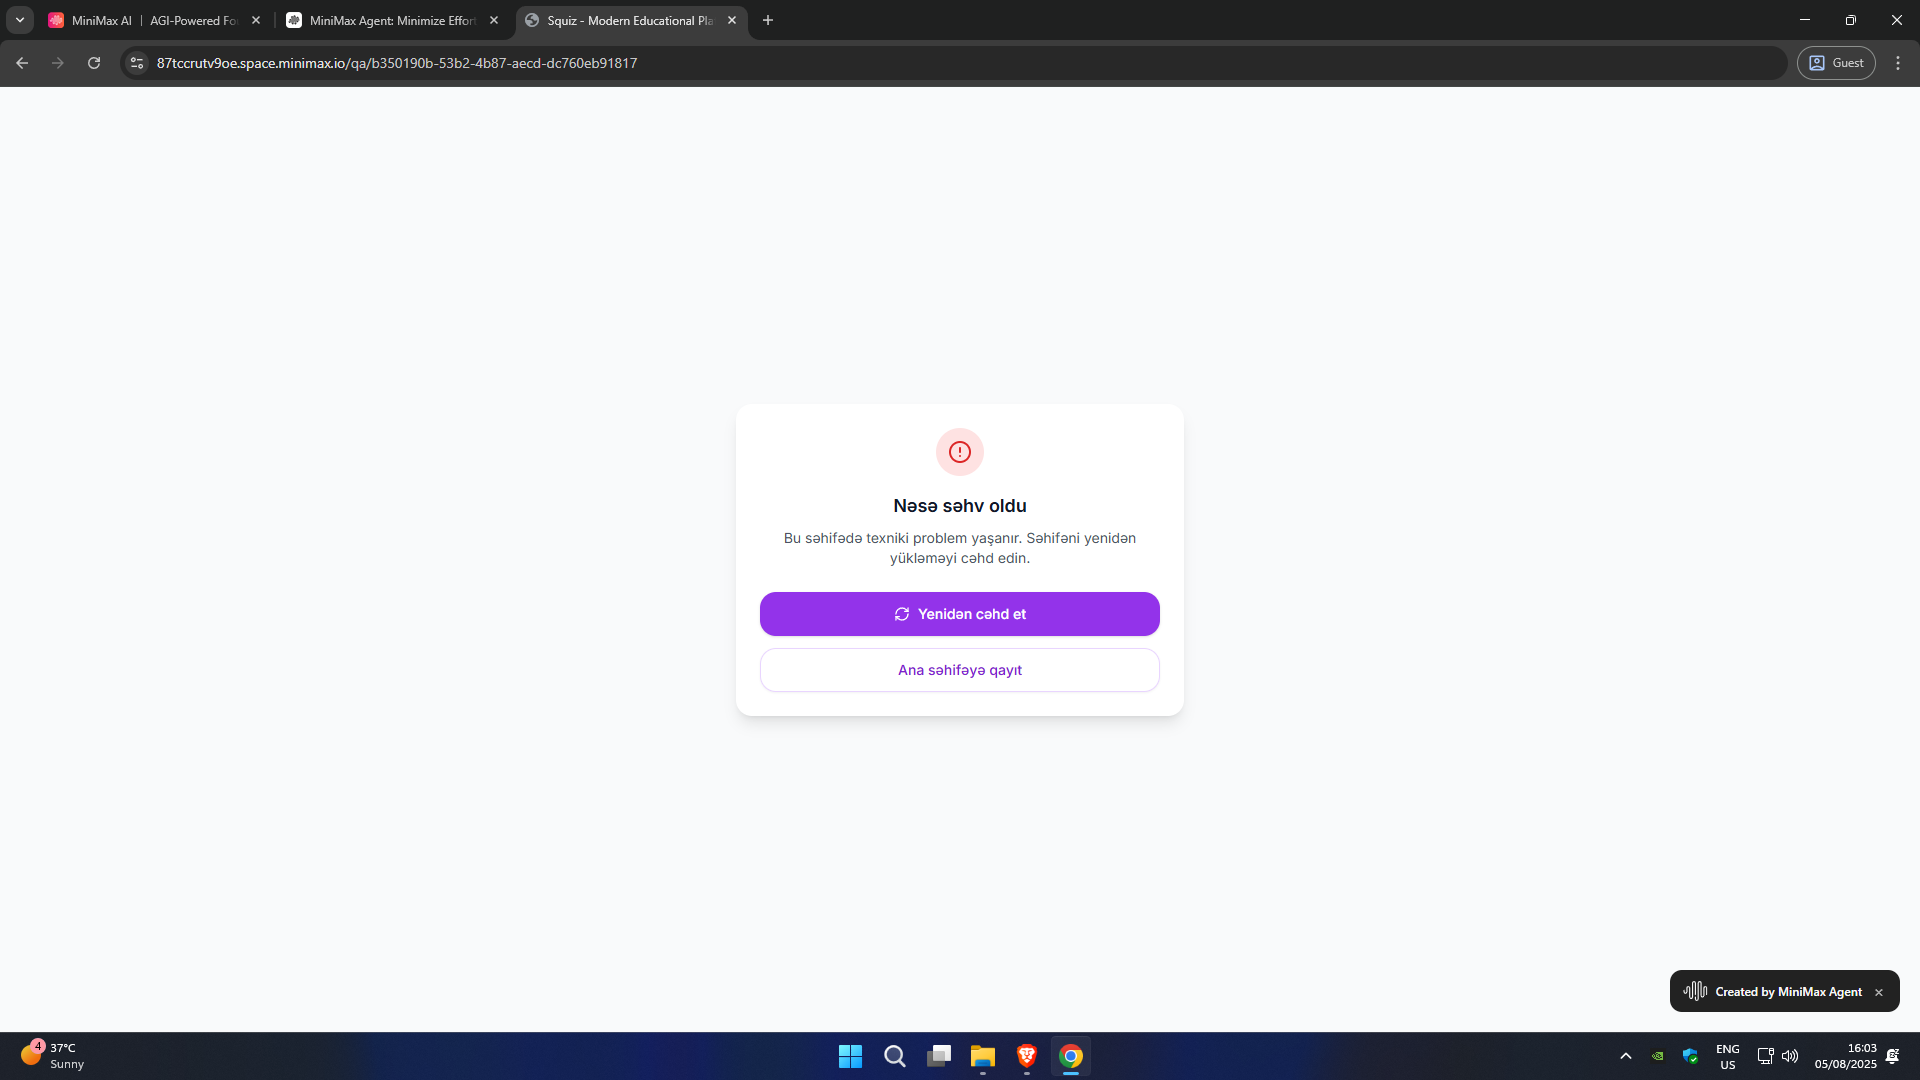 MiniMax AI | AGI-Powered Fo
MiniMax Agent: Minimize Effor
Squiz - Modern Educational Pla
87tccrutv9oe.space.minimax.io/qa/b350190b-53b2-4b87-aecd-dc760eb91817
Guest
Nəsə səhv oldu
Bu səhifədə texniki problem yaşanır. Səhifəni yenidən
yükləməyi cəhd edin.
Yenidən cəhd et
Ana səhifəyə qayıt
Created by MiniMax Agent
4
37°C
Sunny
ENG
US
16:03
05/08/2025